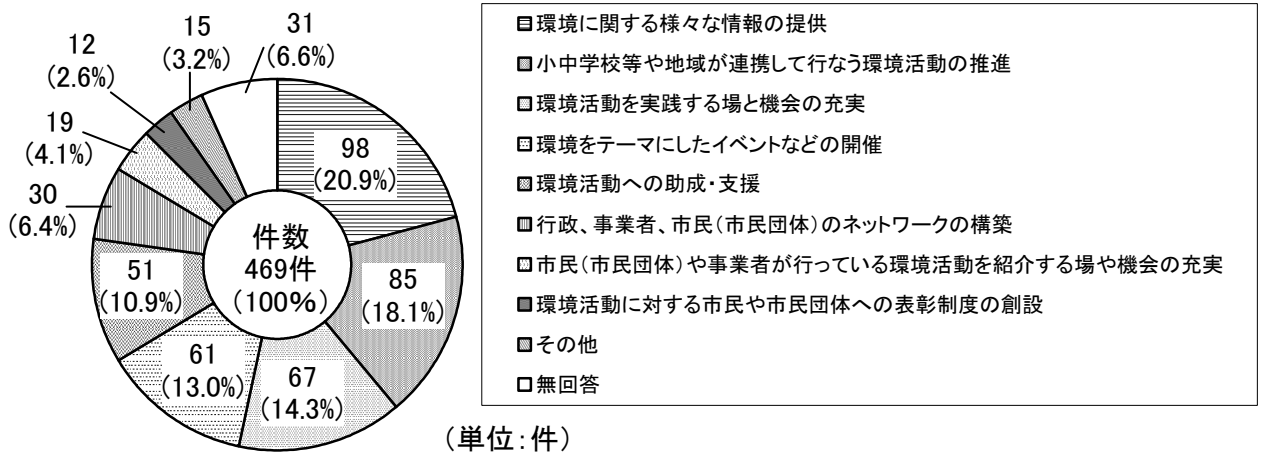 98
(20.9%)
85
(18.1%)
67
(14.3%)
61
(13.0%)
51
(10.9%)
30
(6.4%)
19
(4.1%)
12
(2.6%)
15
(3.2%)
31
(6.6%)
件数
469件
(100%)
環境に関する様々な情報の提供
小中学校等や地域が連携して行なう環境活動の推進
環境活動を実践する場と機会の充実
環境をテーマにしたイベントなどの開催
環境活動への助成・支援
行政、事業者、市民(市民団体)のネットワークの構築
市民(市民団体)や事業者が行っている環境活動を紹介する場や機会の充実
環境活動に対する市民や市民団体への表彰制度の創設
その他
無回答
(単位:件)